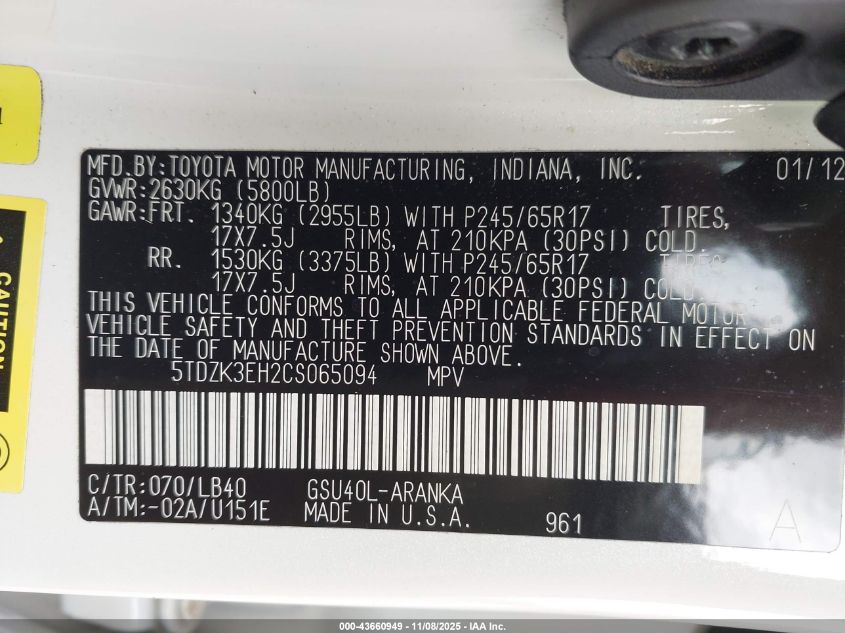 MFD.BY:TOYOTA MOTOR MANUFACTURING, INDIANA, INC. 01/12
GVWR:2630KG (5800LB)
GAWR:FRT. 1340KG (2955LB) WITH P245/65R17 TIRES,
17X7.5J RIMS, AT 210KPA (30PSI) COLD.
RR. 1530KG (3375LB) WITH P245/65R17 TIRES,
17X7.5J RIMS, AT 210KPA (30PSI) COLD.
THIS VEHICLE CONFORMS TO ALL APPLICABLE FEDERAL MOTOR
VEHICLE SAFETY AND THEFT PREVENTION STANDARDS IN EFFECT ON
THE DATE OF MANUFACTURE SHOWN ABOVE.
5TDZK3EH2CS065094 MPV
C/TR:070/LB40 GSU40L-ARANKA
A/TM:-02A/U151E MADE IN U.S.A. 961
A
CAUTION
000-43660949 - 11/08/2025 - IAA Inc.